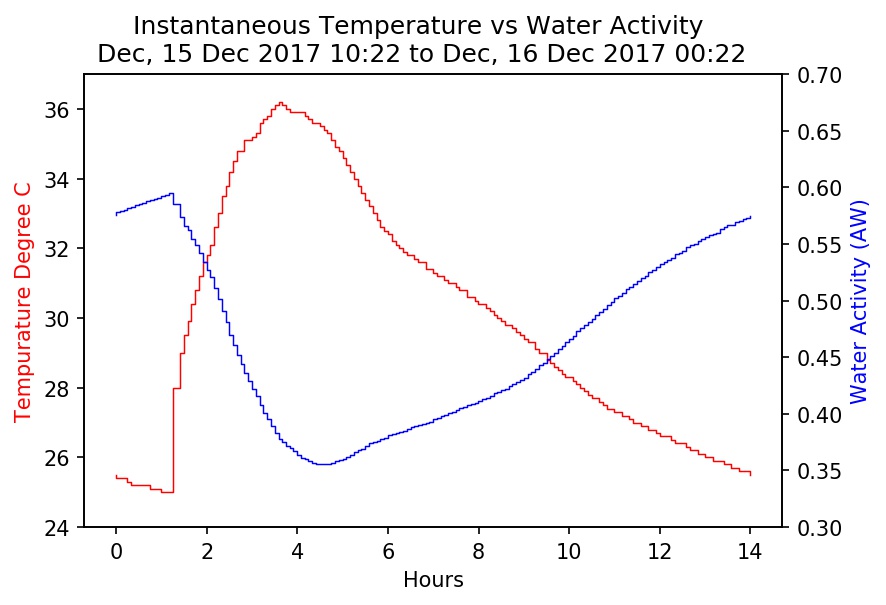 Instantaneous Temperature vs Water Activity
Dec, 15 Dec 2017 10:22 to Dec, 16 Dec 2017 00:22
Tempurature Degree C
36
34
32
30
28
26
24
0.70
0.65
0.60
0.55
0.50
0.45
0.40
0.35
0.30
Water Activity (AW)
0 2 4 6 8 10 12 14
Hours